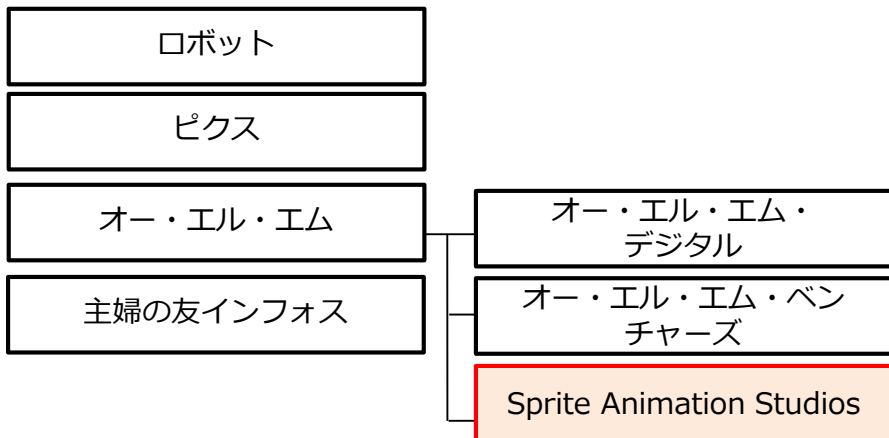 ロボット
ピクス
オー・エル・エム
主婦の友インフォス
オー・エル・エム・
デジタル
オー・エル・エム・ベン
チャーズ
Sprite Animation Studios